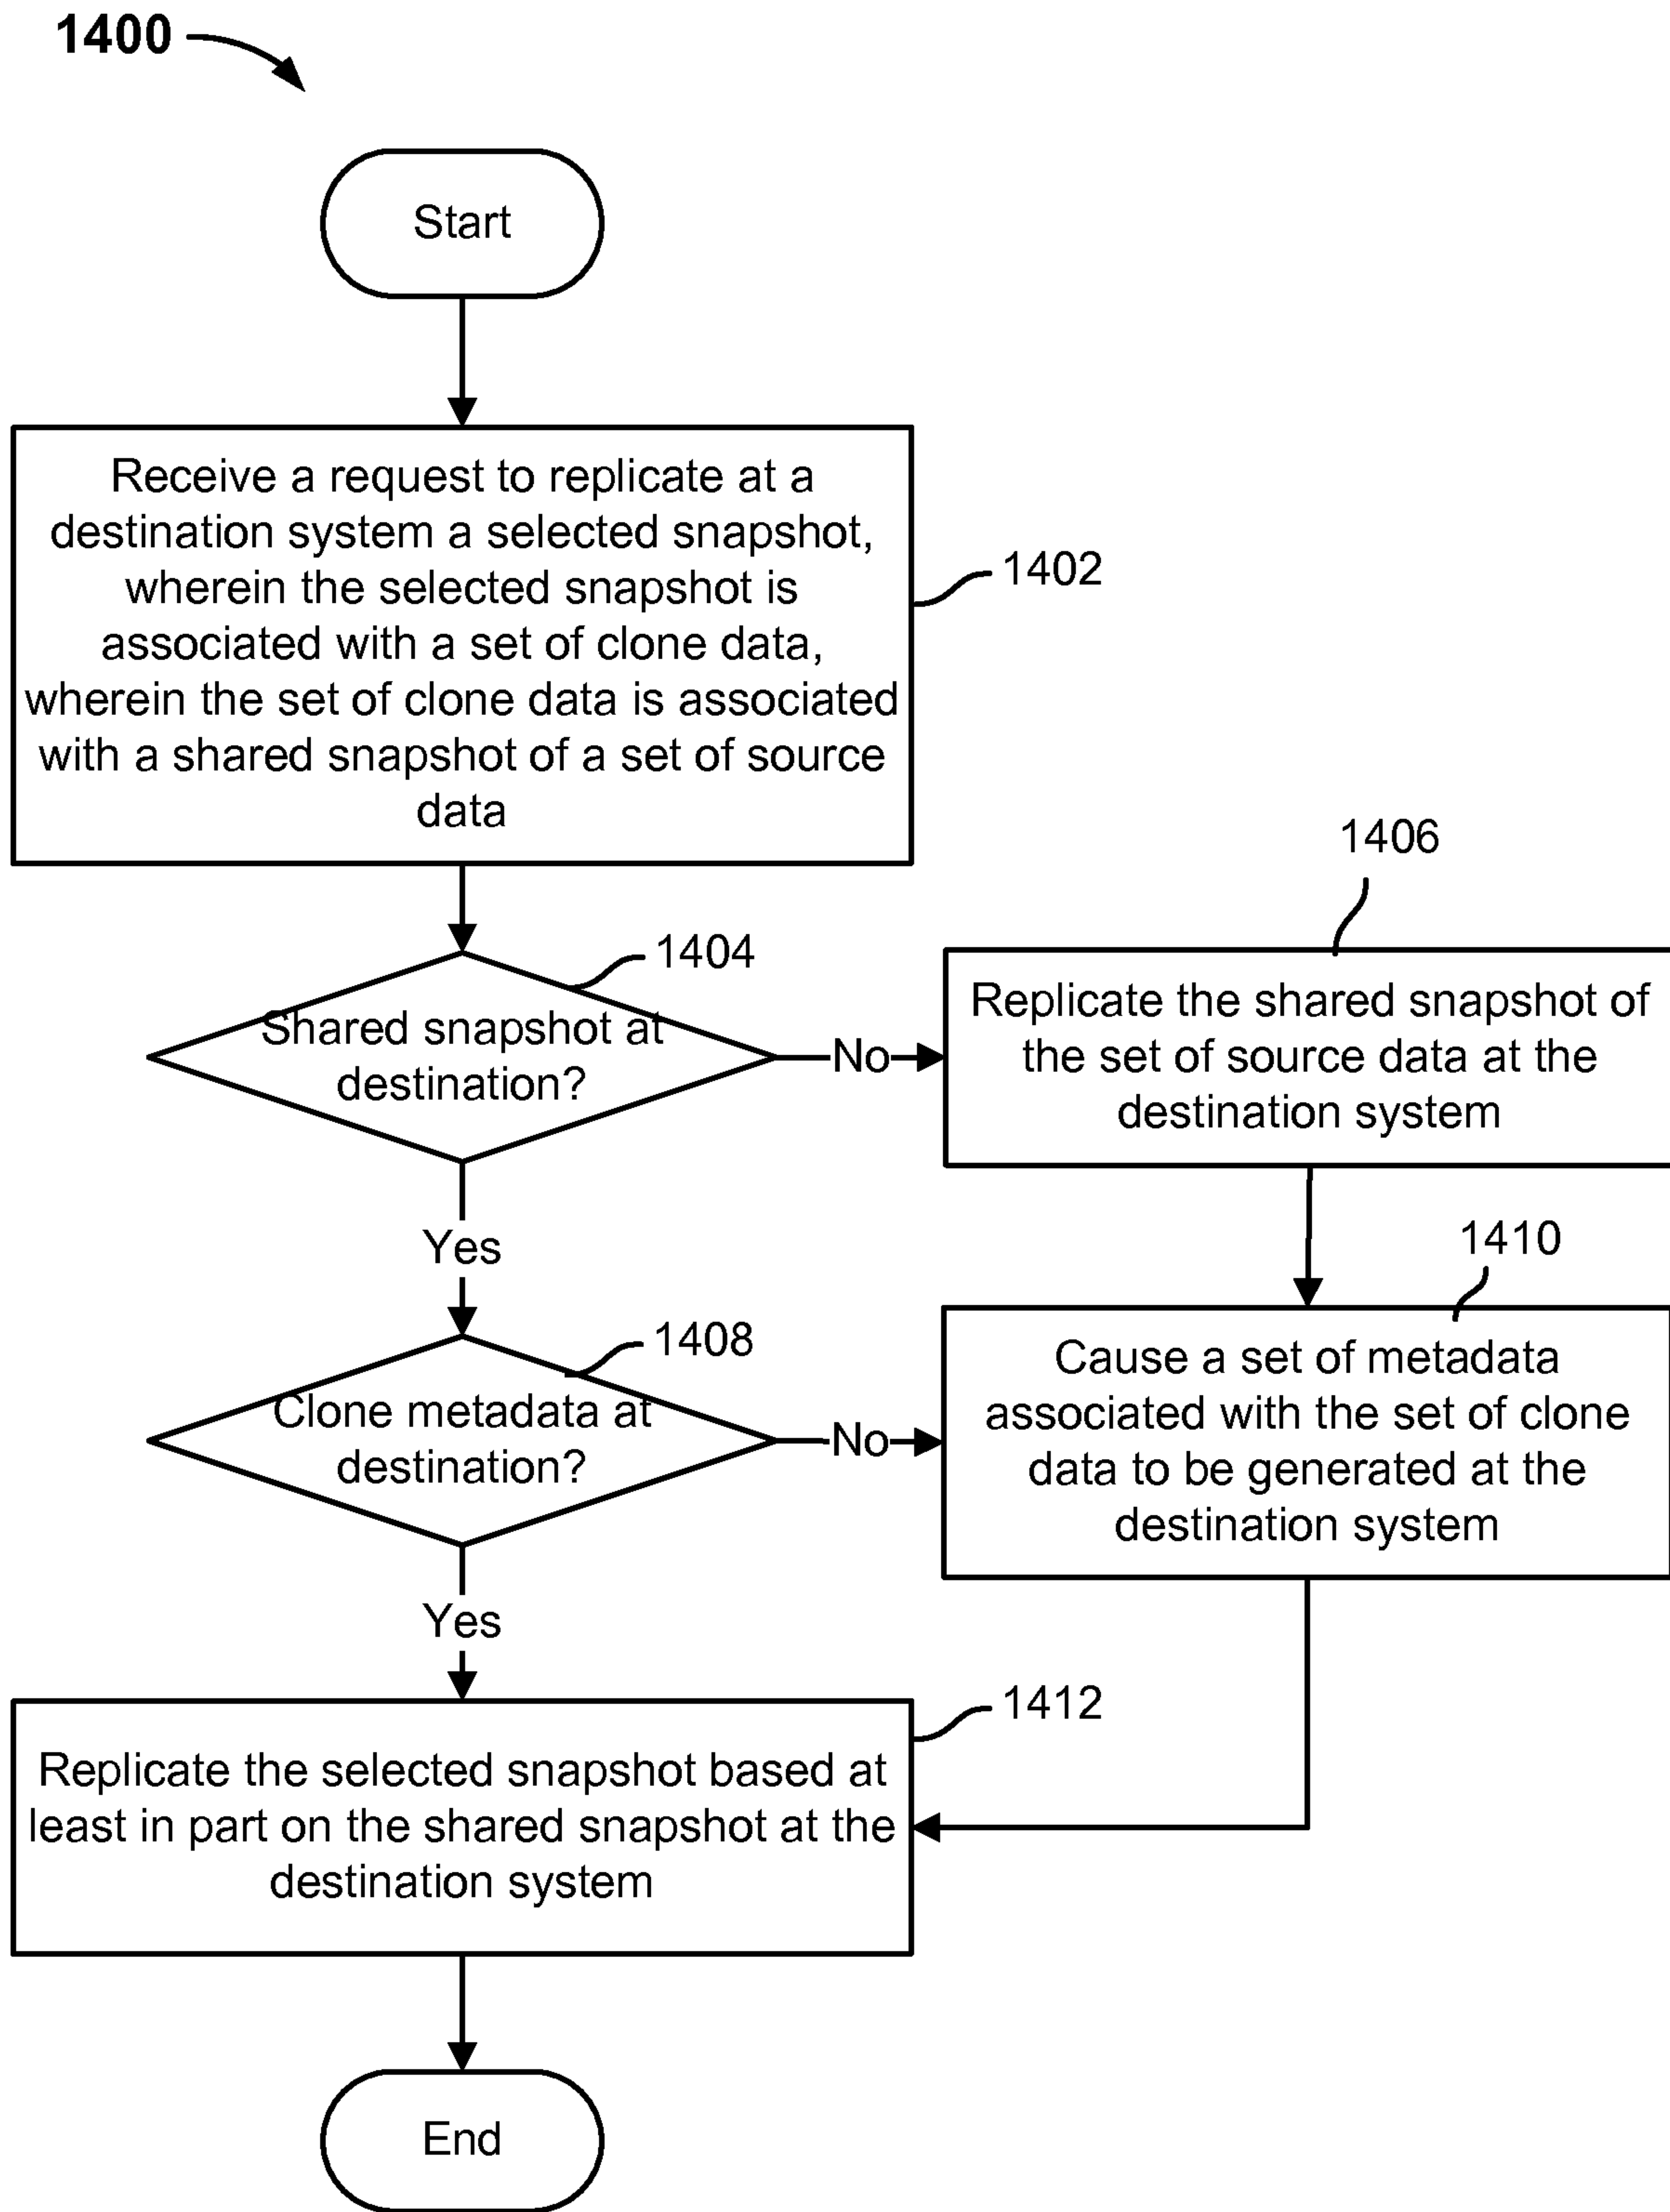 1400
Start
Receive a request to replicate at a
destination system a selected snapshot,
wherein the selected snapshot is
associated with a set of clone data,
wherein the set of clone data is associated
with a shared snapshot of a set of source
data
1402
1404
Shared snapshot at
destination?
No
1406
Replicate the shared snapshot of
the set of source data at the
destination system
Yes
1408
Clone metadata at
destination?
No
1410
Cause a set of metadata
associated with the set of clone
data to be generated at the
destination system
Yes
1412
Replicate the selected snapshot based at
least in part on the shared snapshot at the
destination system
End